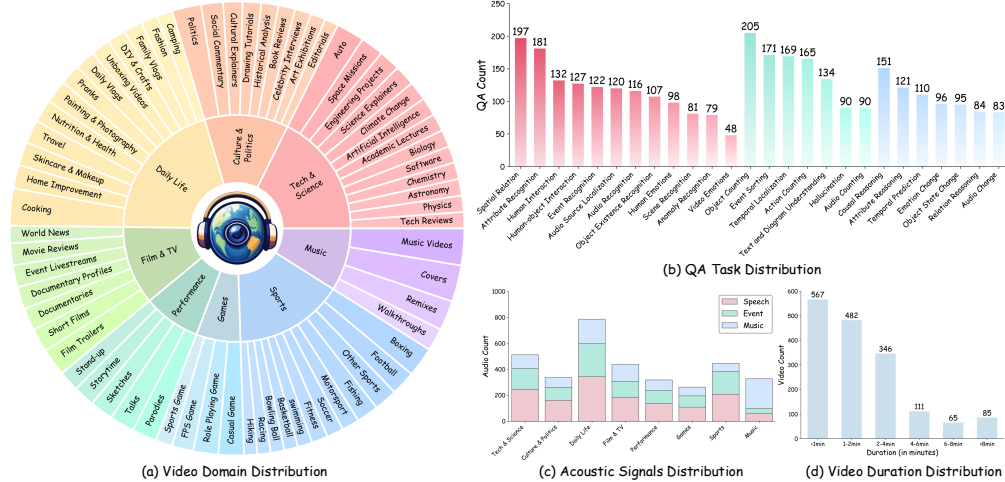 Politics
Social Commentary
Cultural Explainers
Drawing Tutorials
Historical Analysis
Book Reviews
Celebrity Interviews
Art Exhibitions
Editorials
Auto
Space Missions
Engineering Projects
Science Explainers
Climate Change
Artificial Intelligence
Academic Lectures
Biology
Software
Chemistry
Astronomy
Physics
Tech Reviews
Music Videos
Covers
Remixes
Walkthroughs
Boxing
Football
Other Sports
Fishing
Motorsport
Soccer
Fitness
swimming
Basketball
Bowling Ball
Racing
Hiking
Casual Game
Role Playing Game
FPS Game
Sports Game
Parodies
Talks
Sketches
Storytime
Stand-up
Film Trailers
Short Films
Documentaries
Documentary Profiles
Event Livestreams
Movie Reviews
World News
Cooking
Home Improvement
Skincare & Makeup
Travel
Nutrition & Health
Painting & Photography
Pranks
Daily Vlogs
Unboxing Videos
DIY & Crafts
Family Vlogs
Fashion
Camping
Culture &
Politics
Tech &
Science
Music
Sports
Games
Performance
Film & TV
Daily Life
(a) Video Domain Distribution
QA Count
250
200
150
100
50
0
197
181
132
127
122
120
116
107
98
81
79
48
205
171
169
165
134
90
90
151
121
110
96
95
84
83
Spatial Relation
Attribute Recognition
Human Interaction
Human-object Interaction
Event Recognition
Audio Source Localization
Audio Recognition
Object Existence Recognition
Human Emotions
Scene Recognition
Anomaly Recognition
Video Emotions
Object Counting
Event Sorting
Temporal Localization
Action Counting
Text and Diagram Understanding
Hallucination
Audio Counting
Causal Reasoning
Attribute Reasoning
Temporal Prediction
Emotion Change
Object State Change
Relation Reasoning
Audio Change
(b) QA Task Distribution
Audio Count
1000
800
600
400
200
0
Speech
Event
Music
Tech & Science
Culture & Politics
Daily Life
Film & TV
Performance
Games
Sports
Music
(c) Acoustic Signals Distribution
Video Count
600
500
400
300
200
100
0
567
482
346
111
65
85
<1min
1-2min
2-4min
4-6min
6-8min
>8min
Duration (in minutes)
(d) Video Duration Distribution